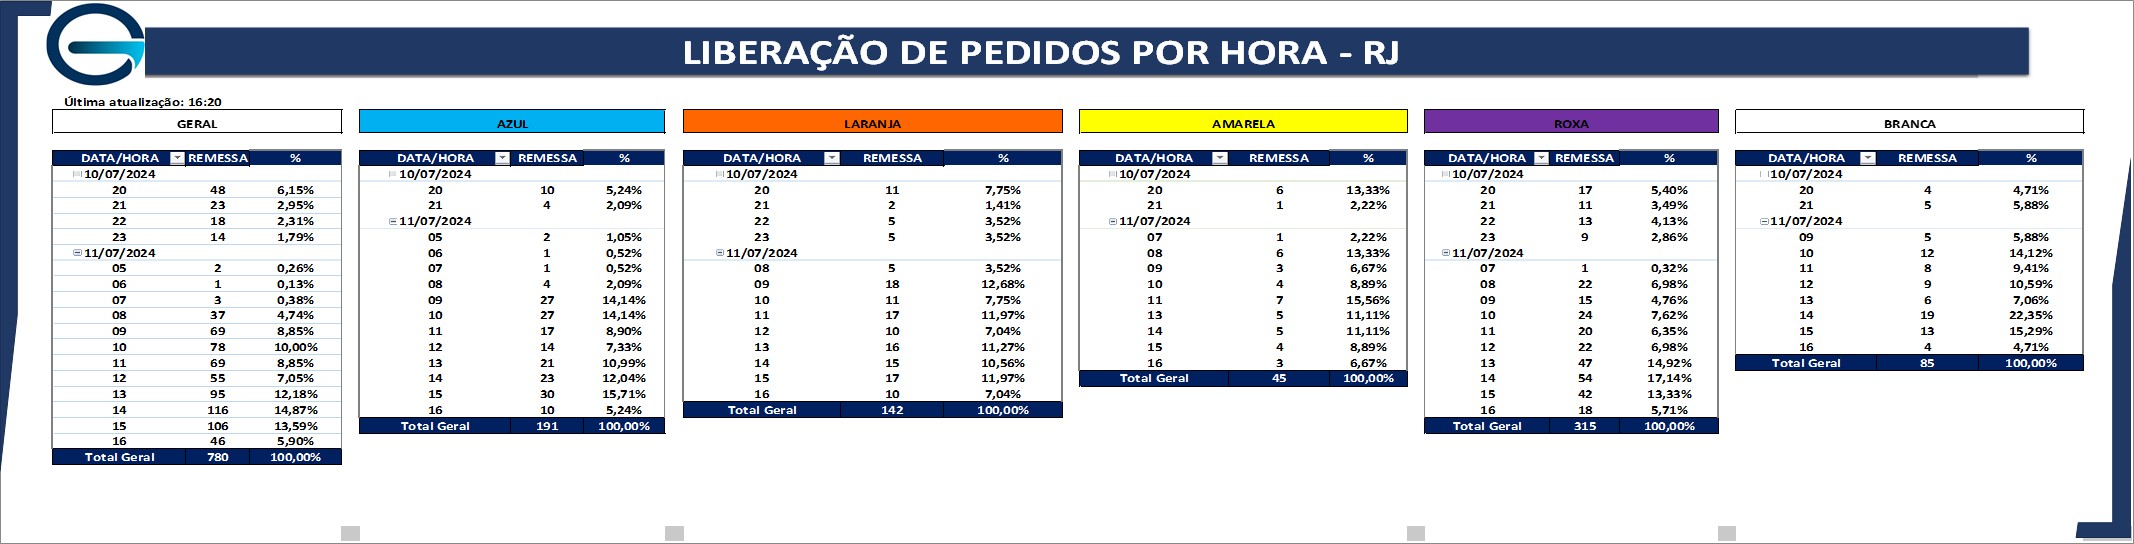 LIBERAÇÃO DE PEDIDOS POR HORA - RJ
Última atualização: 16:20
GERAL
DATA/HORA REMESSA %
10/07/2024
20 48 6,15%
21 23 2,95%
22 18 2,31%
23 14 1,79%
11/07/2024
05 2 0,26%
06 1 0,13%
07 3 0,38%
08 37 4,74%
09 69 8,85%
10 78 10,00%
11 69 8,85%
12 55 7,05%
13 95 12,18%
14 116 14,87%
15 106 13,59%
16 46 5,90%
Total Geral 780 100,00%
AZUL
DATA/HORA REMESSA %
10/07/2024
20 10 5,24%
21 4 2,09%
11/07/2024
05 2 1,05%
06 1 0,52%
07 1 0,52%
08 4 2,09%
09 27 14,14%
10 27 14,14%
11 17 8,90%
12 14 7,33%
13 21 10,99%
14 23 12,04%
15 30 15,71%
16 10 5,24%
Total Geral 191 100,00%
LARANJA
DATA/HORA REMESSA %
10/07/2024
20 11 7,75%
21 2 1,41%
22 5 3,52%
23 5 3,52%
11/07/2024
08 5 3,52%
09 18 12,68%
10 11 7,75%
11 17 11,97%
12 10 7,04%
13 16 11,27%
14 15 10,56%
15 17 11,97%
16 10 7,04%
Total Geral 142 100,00%
AMARELA
DATA/HORA REMESSA %
10/07/2024
20 6 13,33%
21 1 2,22%
11/07/2024
07 1 2,22%
08 6 13,33%
09 3 6,67%
10 4 8,89%
11 7 15,56%
13 5 11,11%
14 5 11,11%
15 4 8,89%
16 3 6,67%
Total Geral 45 100,00%
ROXA
DATA/HORA REMESSA %
10/07/2024
20 17 5,40%
21 11 3,49%
22 13 4,13%
23 9 2,86%
11/07/2024
07 1 0,32%
08 22 6,98%
09 15 4,76%
10 24 7,62%
11 20 6,35%
12 22 6,98%
13 47 14,92%
14 54 17,14%
15 42 13,33%
16 18 5,71%
Total Geral 315 100,00%
BRANCA
DATA/HORA REMESSA %
10/07/2024
20 4 4,71%
21 5 5,88%
11/07/2024
09 5 5,88%
10 12 14,12%
11 8 9,41%
12 9 10,59%
13 6 7,06%
14 19 22,35%
15 13 15,29%
16 4 4,71%
Total Geral 85 100,00%